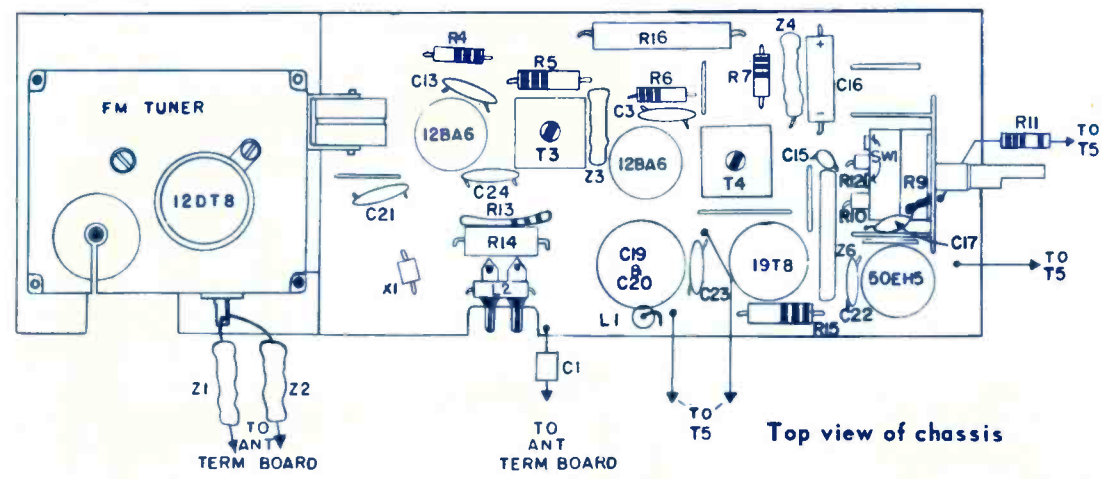 R4
R16
Z4
C13
R5
R6
R7
+
C16
FM TUNER
C3
R11
TO
T5
12BA6
T3
12BA6
C15
SW1
T4
Z3
R12
R9
12DT8
C24
C21
R13
R10
R14
C17
C19
&
C20
19T8
Z6
TO
T5
X1
L2
C23
50EH5
L1
C22
R15
Z1
Z2
C1
TO
ANT
TERM BOARD
TO
ANT
TERM BOARD
TO
T5
Top view of chassis